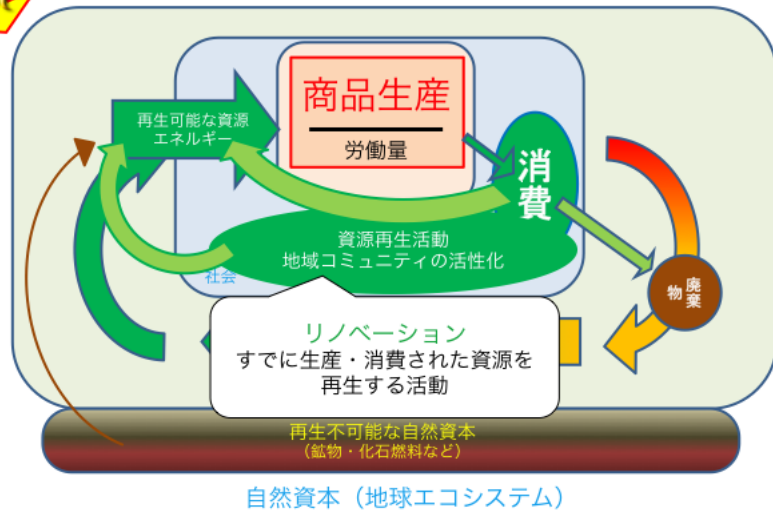 商品生産
労働量
再生可能な資源
エネルギー
消費
資源再生活動
地域コミュニティの活性化
社会
廃棄
物
リノベーション
すでに生産・消費された資源を
再生する活動
再生不可能な自然資本
（鉱物・化石燃料など）
自然資本（地球エコシステム）